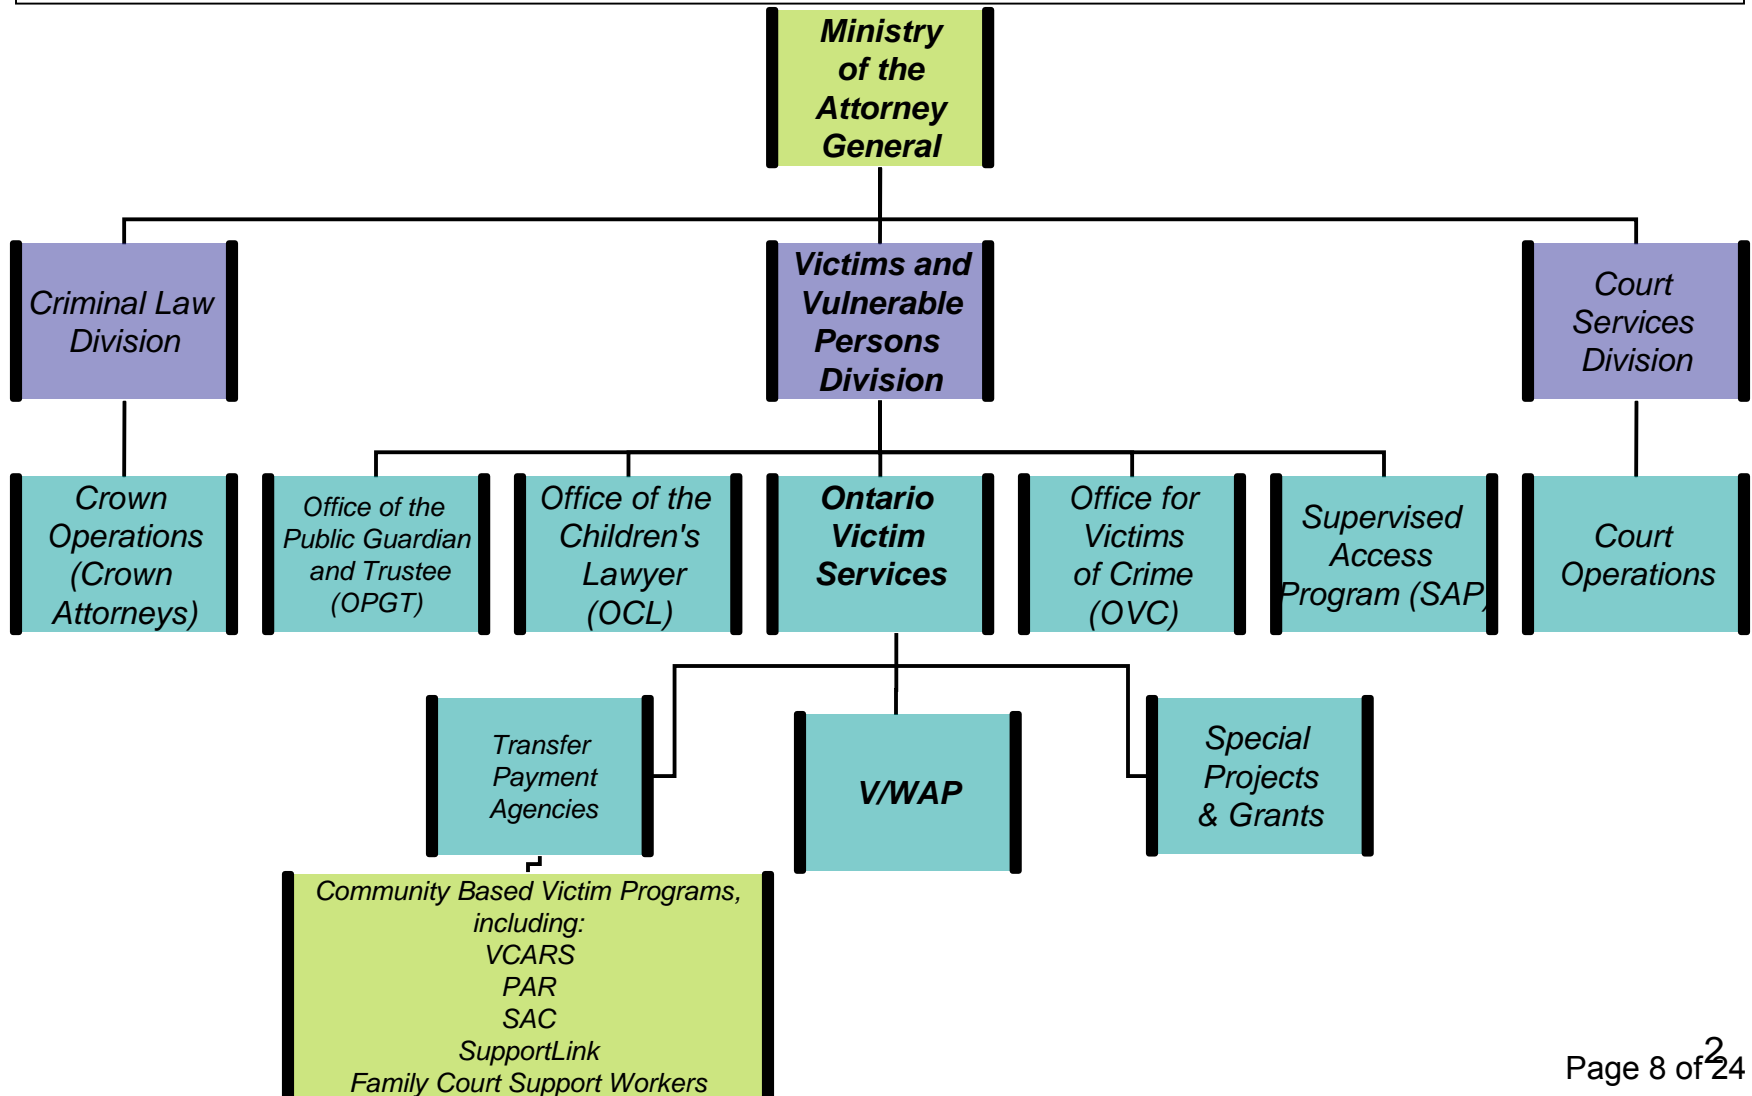 Ministry
of the
Attorney
General
Criminal Law
Division
Victims and
Vulnerable
Persons
Division
Court
Services
Division
Crown
Operations
(Crown
Attorneys)
Office of the
Public Guardian
and Trustee
(OPGT)
Office of the
Children's
Lawyer
(OCL)
Ontario
Victim
Services
Office for
Victims
of Crime
(OVC)
Supervised
Access
Program (SAP)
Court
Operations
Transfer
Payment
Agencies
V/WAP
Special
Projects
& Grants
Community Based Victim Programs,
including:
VCARS
PAR
SAC
SupportLink
Family Court Support Workers
2
Page 8 of 24